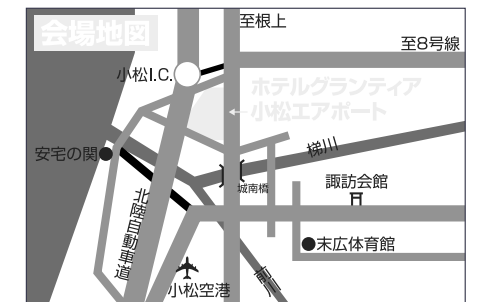 会場地図
至根上
至8号線
小松I.C.
ホテルグランティア
小松エアポート
安宅の関
梯川
城南橋
諏訪会館
北陸自動車道
末広体育館
前川
小松空港